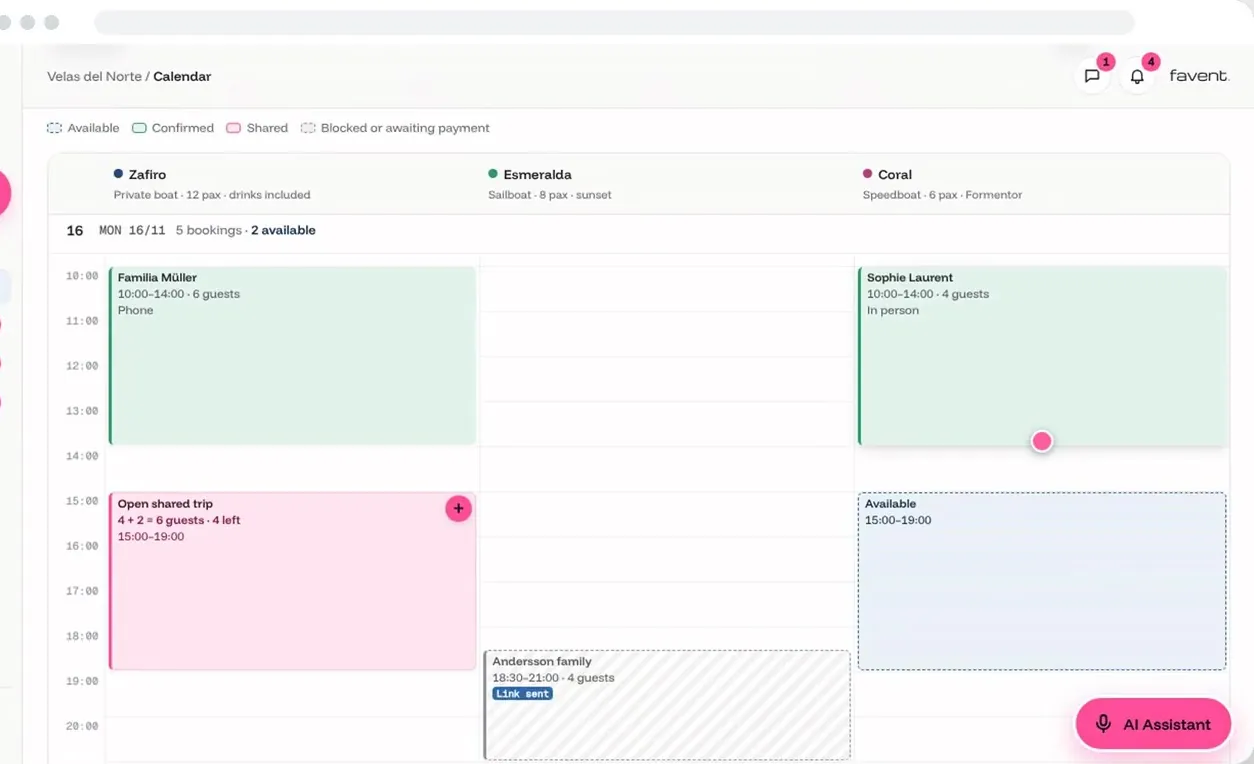 Velas del Norte / Calendar
1
4
favent.
Available
Confirmed
Shared
Blocked or awaiting payment
Zafiro
Private boat · 12 pax · drinks included
Esmeralda
Sailboat · 8 pax · sunset
Coral
Speedboat · 6 pax · Formentor
16 MON 16/11 5 bookings · 2 available
10:00
Familia Müller
10:00–14:00 · 6 guests
Phone
Sophie Laurent
10:00–14:00 · 4 guests
In person
11:00
12:00
13:00
14:00
15:00
Open shared trip
4 + 2 = 6 guests · 4 left
15:00–19:00
+
Available
15:00–19:00
16:00
17:00
18:00
Andersson family
18:30–21:00 · 4 guests
Link sent
19:00
20:00
AI Assistant